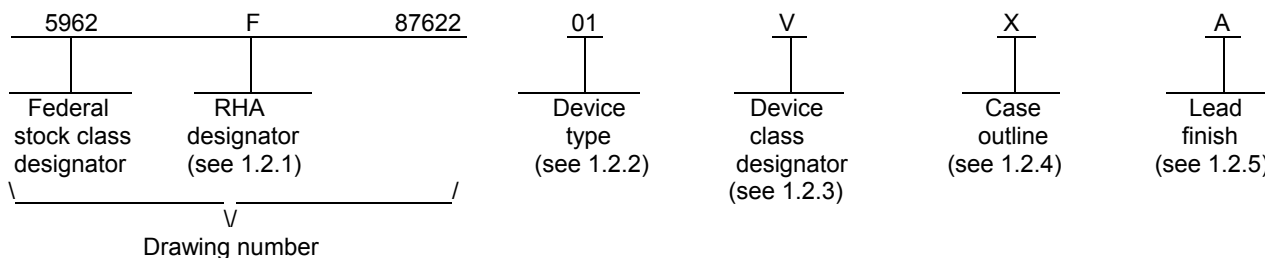 5962 F 87622 01 V X A
Federal RHA Device Device Case Lead
stock class designator type class outline finish
designator (see 1.2.1) (see 1.2.2) designator (see 1.2.4) (see 1.2.5)
(see 1.2.3)
\ /
\/
Drawing number